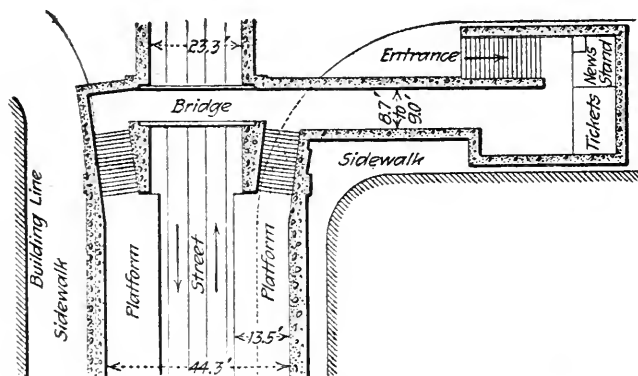 23.3'
Entrance
News
Stand
Bridge
8.7'
to
9.0'
Tickets
Sidewalk
Building Line
Sidewalk
Platform
Street
Platform
13.5'
44.3'